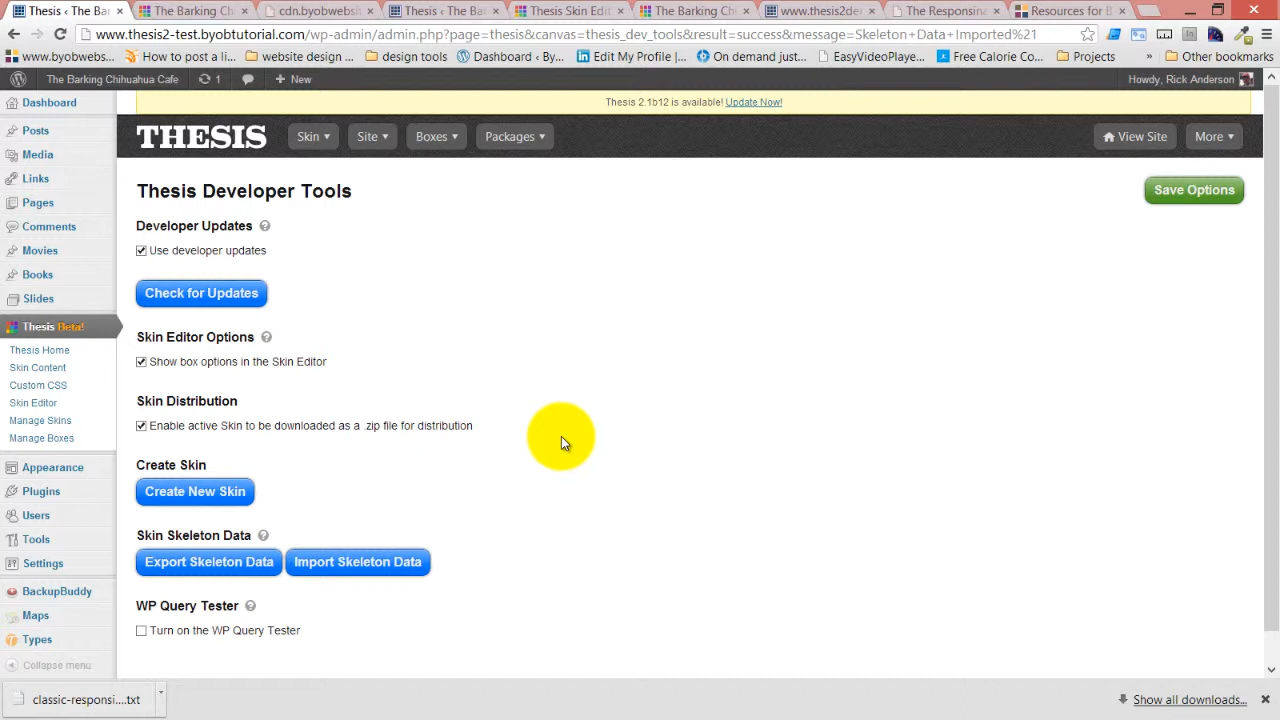 Thesis ‹ The Bar
The Barking Ch
cdn.byobwebsit
Thesis ‹ The Ba
Thesis Skin Edit
The Barking Chi
www.thesis2dev
The Responsina
Resources for B
www.thesis2-test.byobtutorial.com/wp-admin/admin.php?page=thesis&canvas=thesis_dev_tools&result=success&message=Skeleton+Data+Imported%21
www.byobwebs...
How to post a li...
website design
design tools
Dashboard ‹ By...
Edit My Profile |...
On demand just...
EasyVideoPlaye...
Free Calorie Co...
Projects
»
Other bookmarks
The Barking Chihuahua Cafe
1
New
Howdy, Rick Anderson
Thesis 2.1b12 is available! Update Now!
THESIS
Skin ▾
Site ▾
Boxes ▾
Packages ▾
View Site
More ▾
Dashboard
Posts
Media
Links
Pages
Comments
Movies
Books
Slides
Thesis Beta!
Thesis Home
Skin Content
Custom CSS
Skin Editor
Manage Skins
Manage Boxes
Appearance
Plugins
Users
Tools
Settings
BackupBuddy
Maps
Types
Collapse menu
Thesis Developer Tools
Save Options
Developer Updates ?
Use developer updates
Check for Updates
Skin Editor Options ?
Show box options in the Skin Editor
Skin Distribution
Enable active Skin to be downloaded as a .zip file for distribution
Create Skin
Create New Skin
Skin Skeleton Data ?
Export Skeleton Data
Import Skeleton Data
WP Query Tester ?
Turn on the WP Query Tester
classic-responsi....txt
Show all downloads...